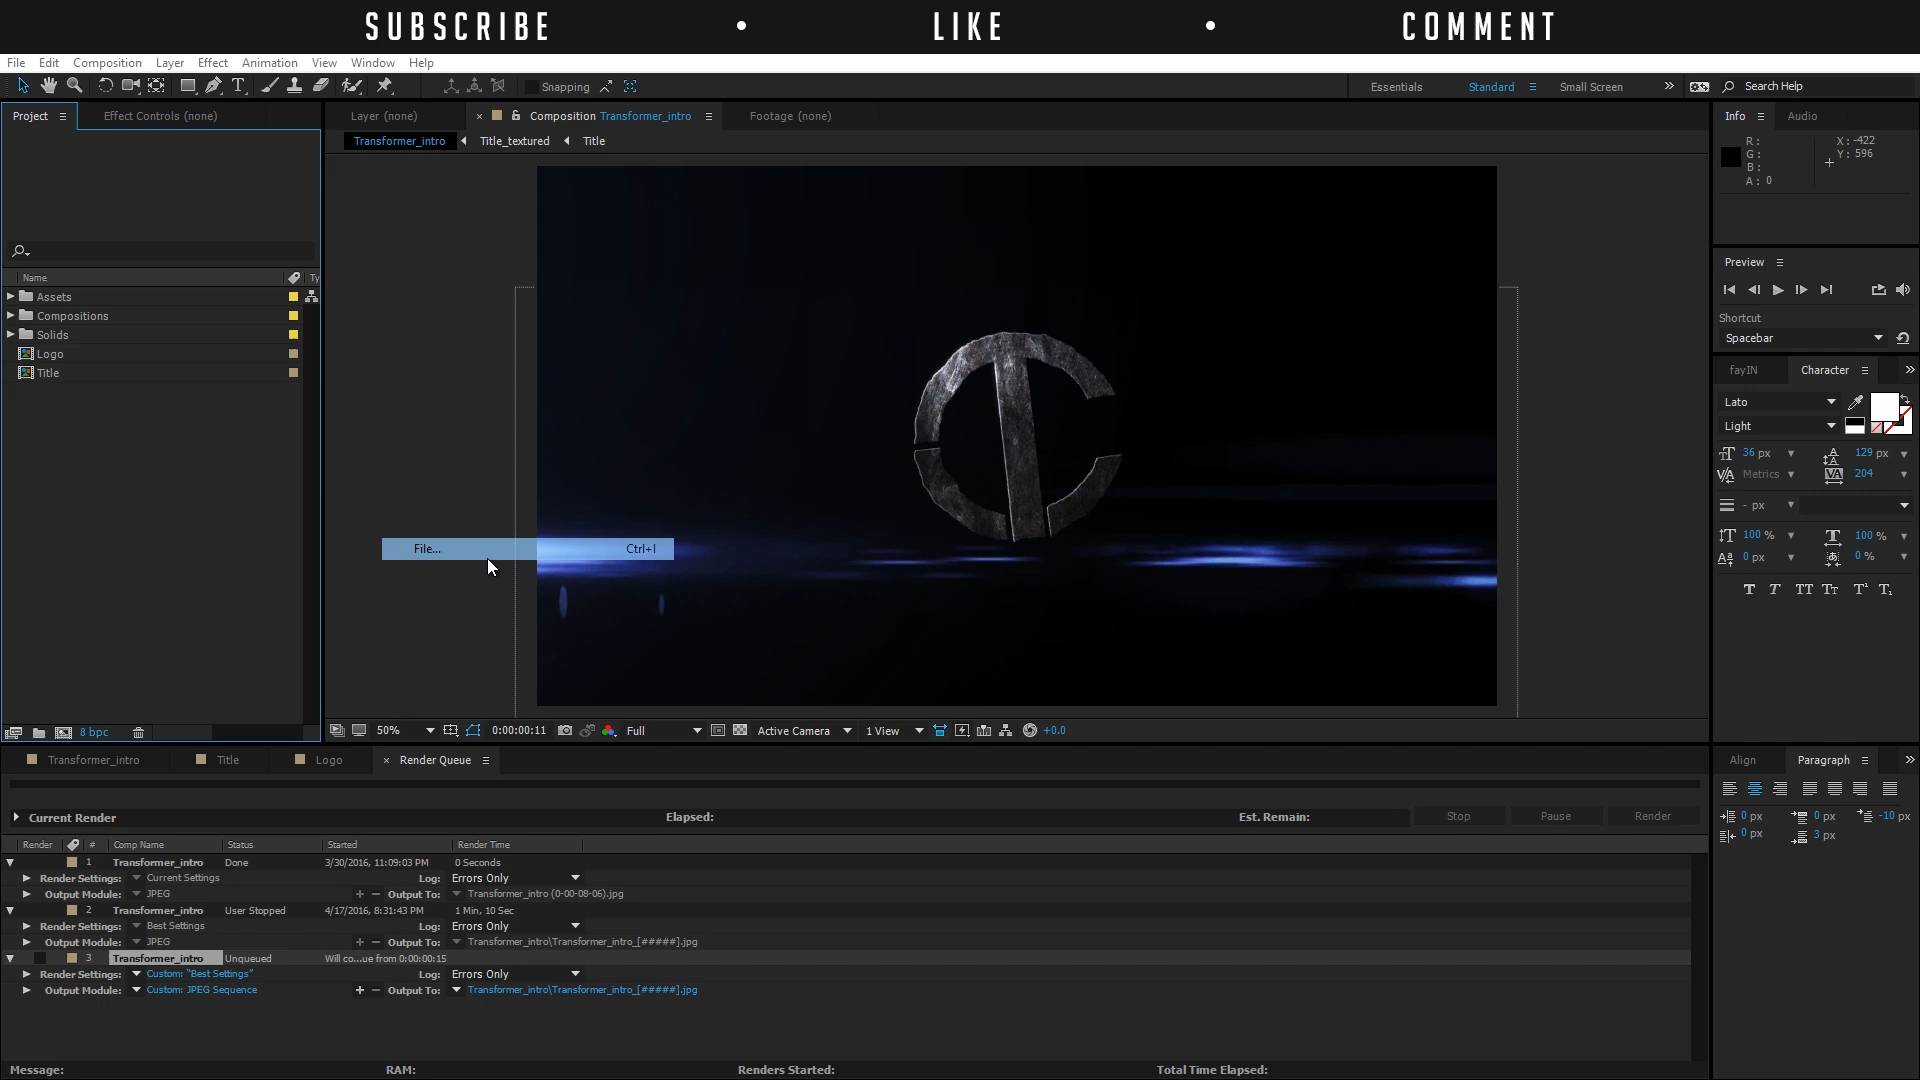 SUBSCRIBE • LIKE • COMMENT
File Edit Composition Layer Effect Animation View Window Help
Snapping Essentials Standard Small Screen Search Help
Project Effect Controls (none) Layer (none) Composition Transformer_intro Footage (none) Info Audio
Transformer_intro Title_textured Title
R: X: -422
G: Y: 596
B:
A: 0
Preview
Shortcut
Spacebar
Name Ty
Assets
Compositions
Solids
Logo
Title
fayIN Character
Lato
Light
36 px 129 px
Metrics 204
- px
100 % 100 %
0 px 0 %
File... Ctrl+I
8 bpc 50% 0:00:00:11 Full Active Camera 1 View +0.0
Transformer_intro Title Logo Render Queue Align Paragraph
0 px 0 px -10 px
0 px 3 px
Current Render Elapsed: Est. Remain: Stop Pause Render
Render # Comp Name Status Started Render Time
1 Transformer_intro Done 3/30/2016, 11:09:03 PM 0 Seconds
Render Settings: Current Settings Log: Errors Only
Output Module: JPEG Output To: Transformer_intro (0-00-08-06).jpg
2 Transformer_intro User Stopped 4/17/2016, 8:31:43 PM 1 Min, 10 Sec
Render Settings: Best Settings Log: Errors Only
Output Module: JPEG Output To: Transformer_intro\Transformer_intro_[#####].jpg
3 Transformer_intro Unqueued Will co...ue from 0:00:00:15
Render Settings: Custom: "Best Settings" Log: Errors Only
Output Module: Custom: JPEG Sequence Output To: Transformer_intro\Transformer_intro_[#####].jpg
Message: RAM: Renders Started: Total Time Elapsed: